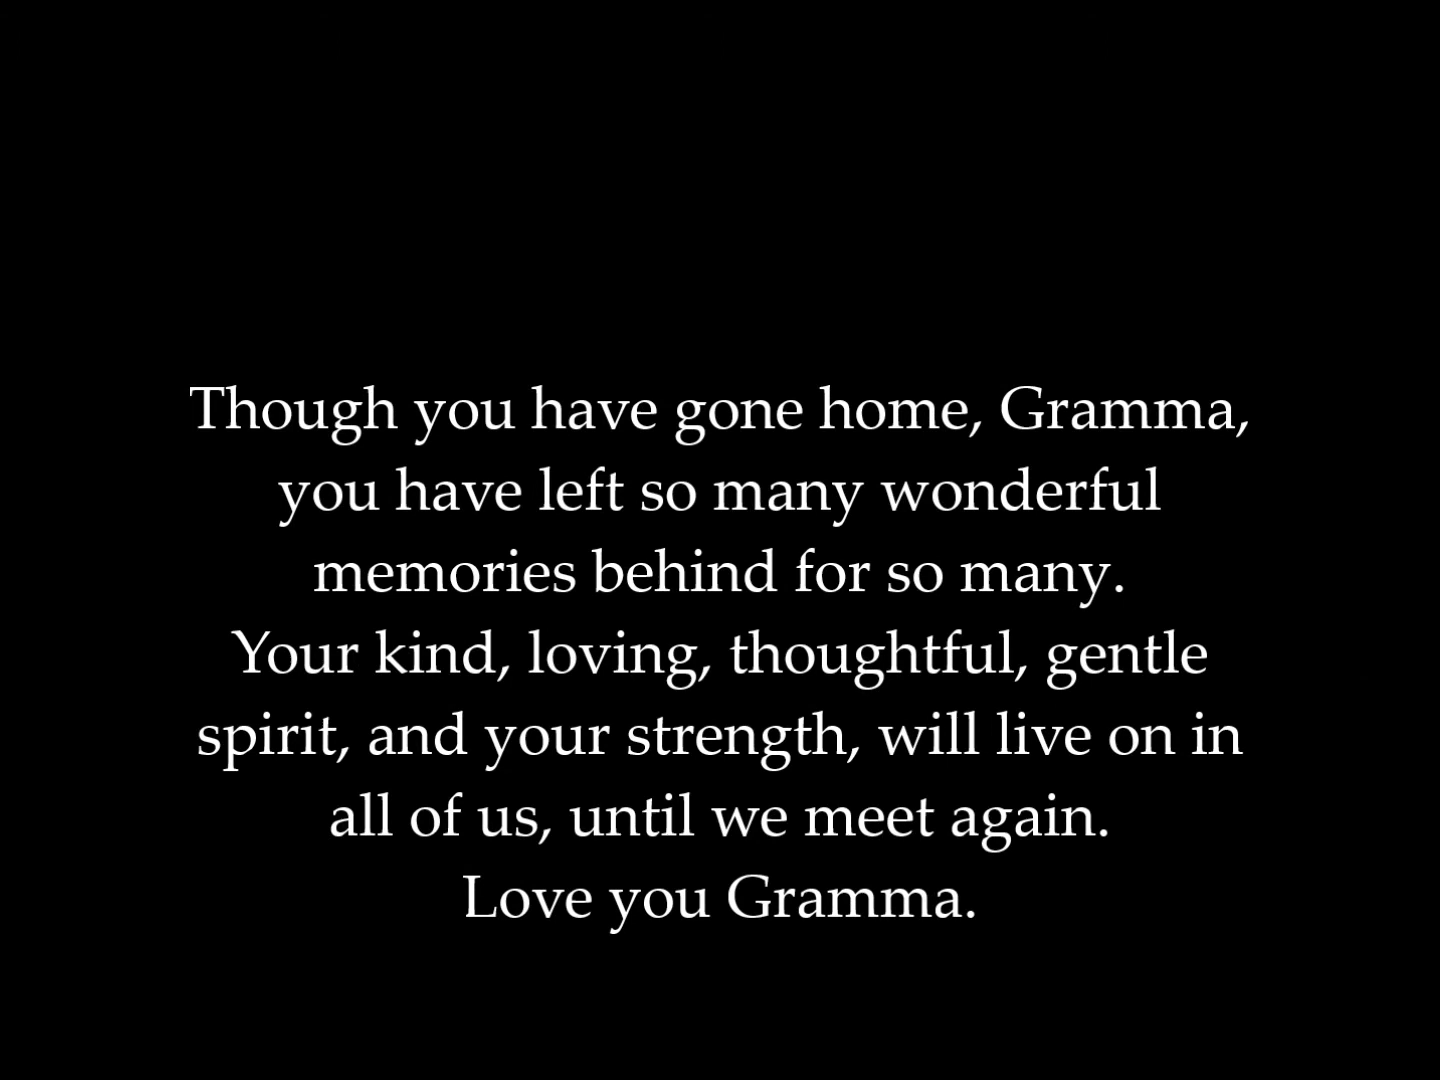 Though you have gone home, Gramma,
you have left so many wonderful
memories behind for so many.
Your kind, loving, thoughtful, gentle
spirit, and your strength, will live on in
all of us, until we meet again.
Love you Gramma.